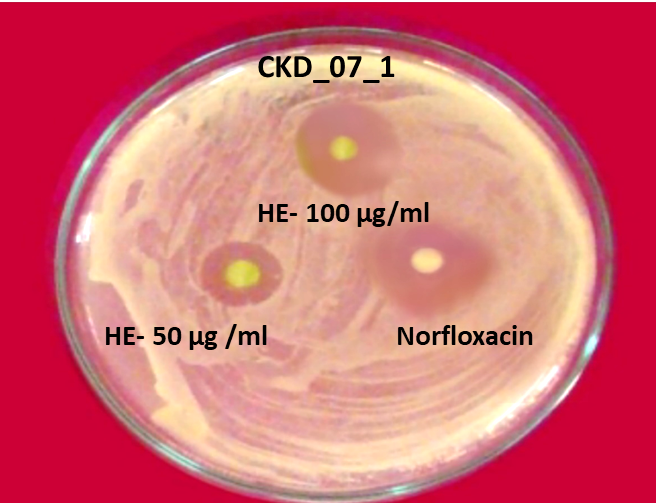 CKD_07_1
HE- 100 µg/ml
HE- 50 µg /ml
Norfloxacin